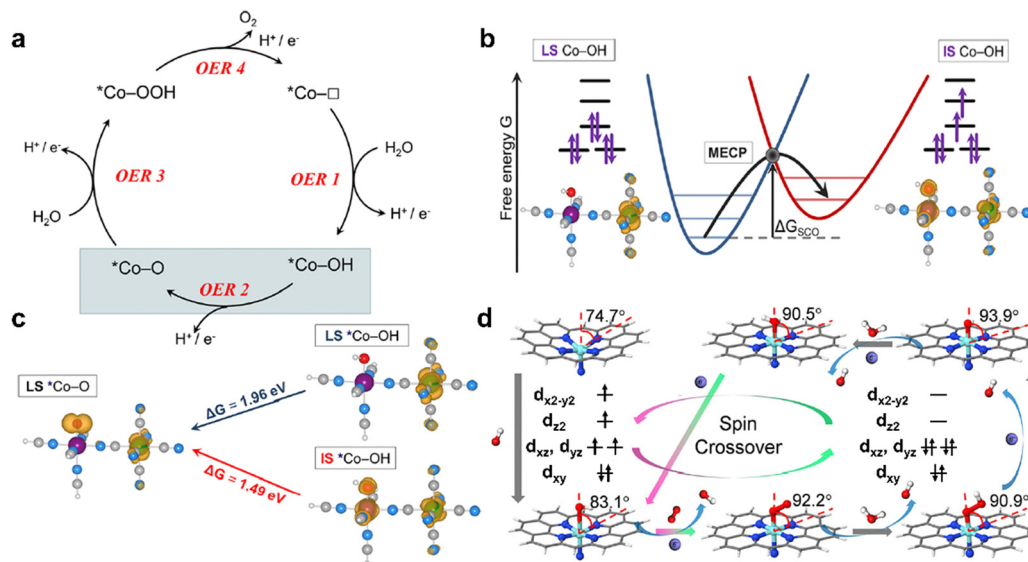 a
O₂
H⁺ / e⁻
OER 4
*Co–OOH
*Co–□
H⁺/ e⁻
OER 3
H₂O
OER 1
H₂O
H⁺ / e⁻
*Co–O
*Co–OH
OER 2
H⁺ / e⁻
b
LS Co–OH
IS Co–OH
Free energy G
MECP
ΔG_SCO
c
LS *Co–OH
LS *Co–O
ΔG = 1.96 eV
IS *Co–OH
ΔG = 1.49 eV
d
74.7°
90.5°
93.9°
e
e
dx2-y2
dz2
dxz, dyz
dxy
Spin
Crossover
dx2-y2
dz2
dxz, dyz
dxy
e
83.1°
92.2°
90.9°
e
e